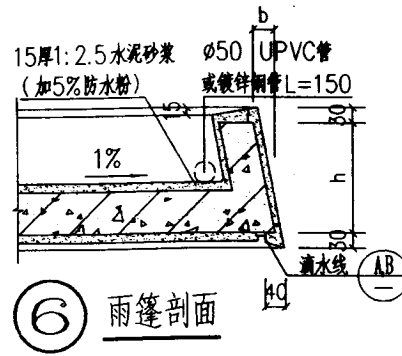 b
15厚1:2.5水泥砂浆
（加5%防水粉）
ø50 UPVC管
或镀锌钢管L=150
15
30
1%
h
30
滴水线
AB
40
6
雨篷剖面